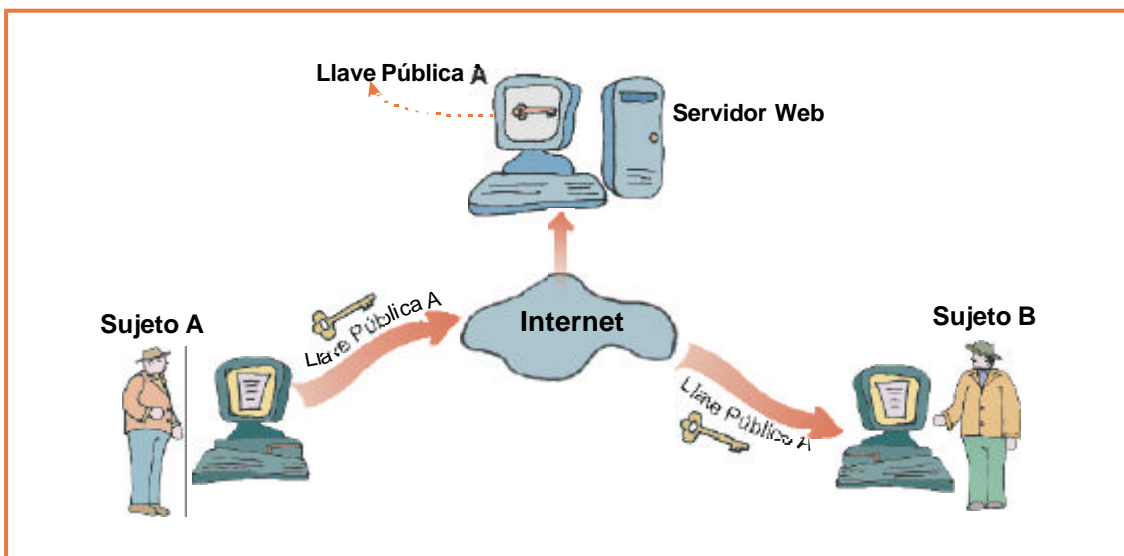 Llave Pública A
Servidor Web
Llave Pública A
Internet
Sujeto A
Sujeto B
Llave Pública A